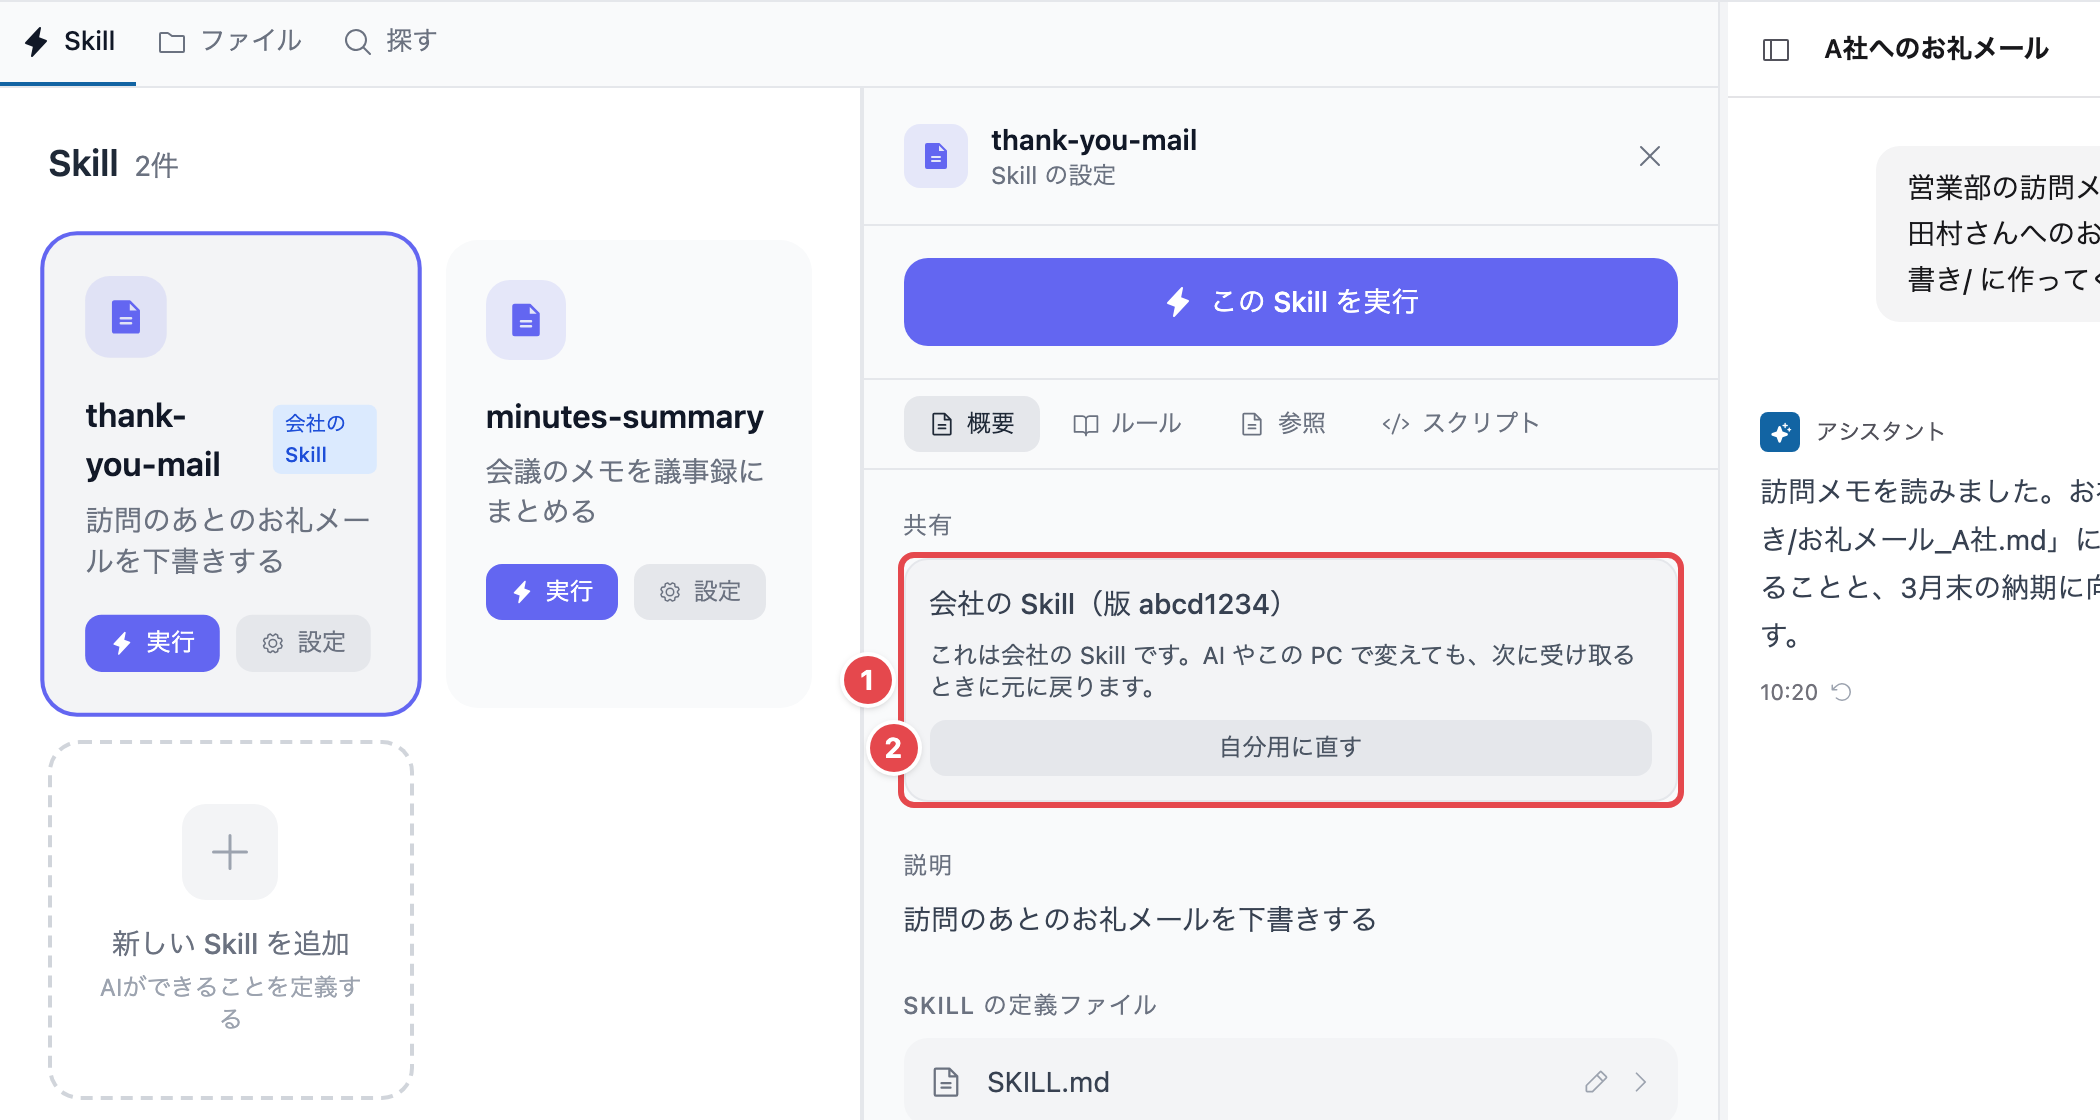 Skill
ファイル
探す
Skill 2件
thank-
you-mail
会社の
Skill
訪問のあとのお礼メー
ルを下書きする
実行
設定
minutes-summary
会議のメモを議事録に
まとめる
実行
設定
新しい Skill を追加
AIができることを定義す
る
thank-you-mail
Skill の設定
この Skill を実行
概要
ルール
参照
スクリプト
共有
会社の Skill（版 abcd1234）
これは会社の Skill です。AI やこの PC で変えても、次に受け取る
ときに元に戻ります。
1
2
自分用に直す
説明
訪問のあとのお礼メールを下書きする
SKILL の定義ファイル
SKILL.md
A社へのお礼メール
営業部の訪問メ
田村さんへのお
書き/ に作って
アシスタント
訪問メモを読みました。お
き/お礼メール_A社.md」に
ることと、3月末の納期に向
す。
10:20